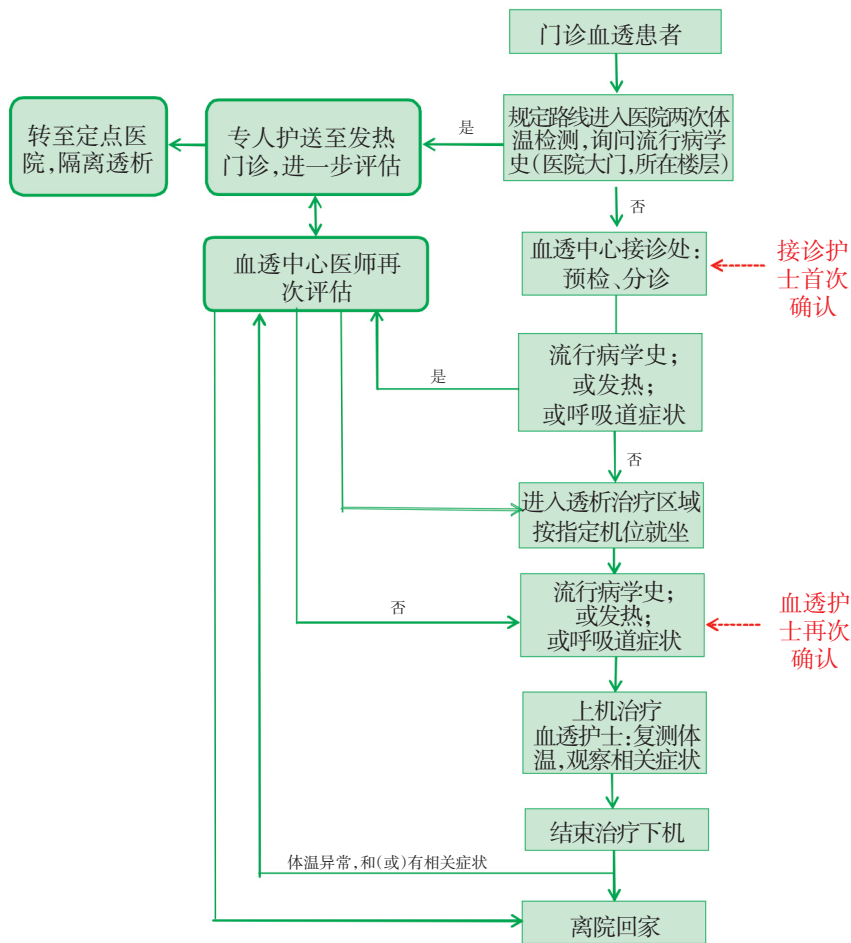 门诊血透患者
规定路线进入医院两次体
温检测,询问流行病学
史(医院大门,所在楼层)
是
专人护送至发热
门诊,进一步评估
转至定点医
院,隔离透析
否
血透中心接诊处:
预检、分诊
接诊护
士首次
确认
血透中心医师再
次评估
流行病学史;
或发热;
或呼吸道症状
是
否
进入透析治疗区域
按指定机位就坐
流行病学史;
或发热;
或呼吸道症状
否
血透护
士再次
确认
上机治疗
血透护士:复测体
温,观察相关症状
结束治疗下机
体温异常,和(或)有相关症状
离院回家